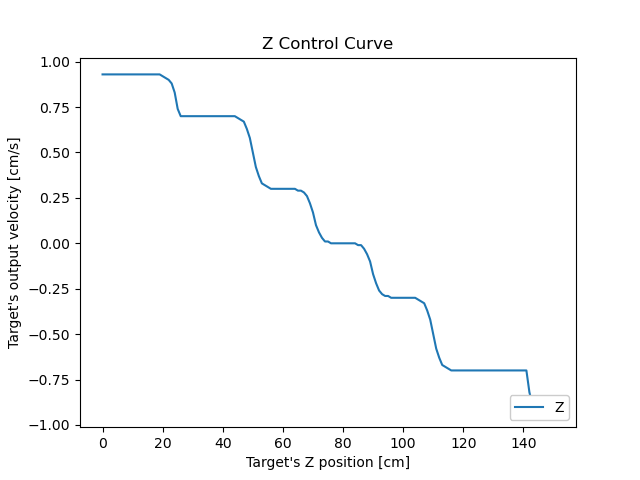 Z Control Curve
1.00
0.75
0.50
0.25
0.00
−0.25
−0.50
−0.75
−1.00
Target's output velocity [cm/s]
Z
0 20 40 60 80 100 120 140
Target's Z position [cm]